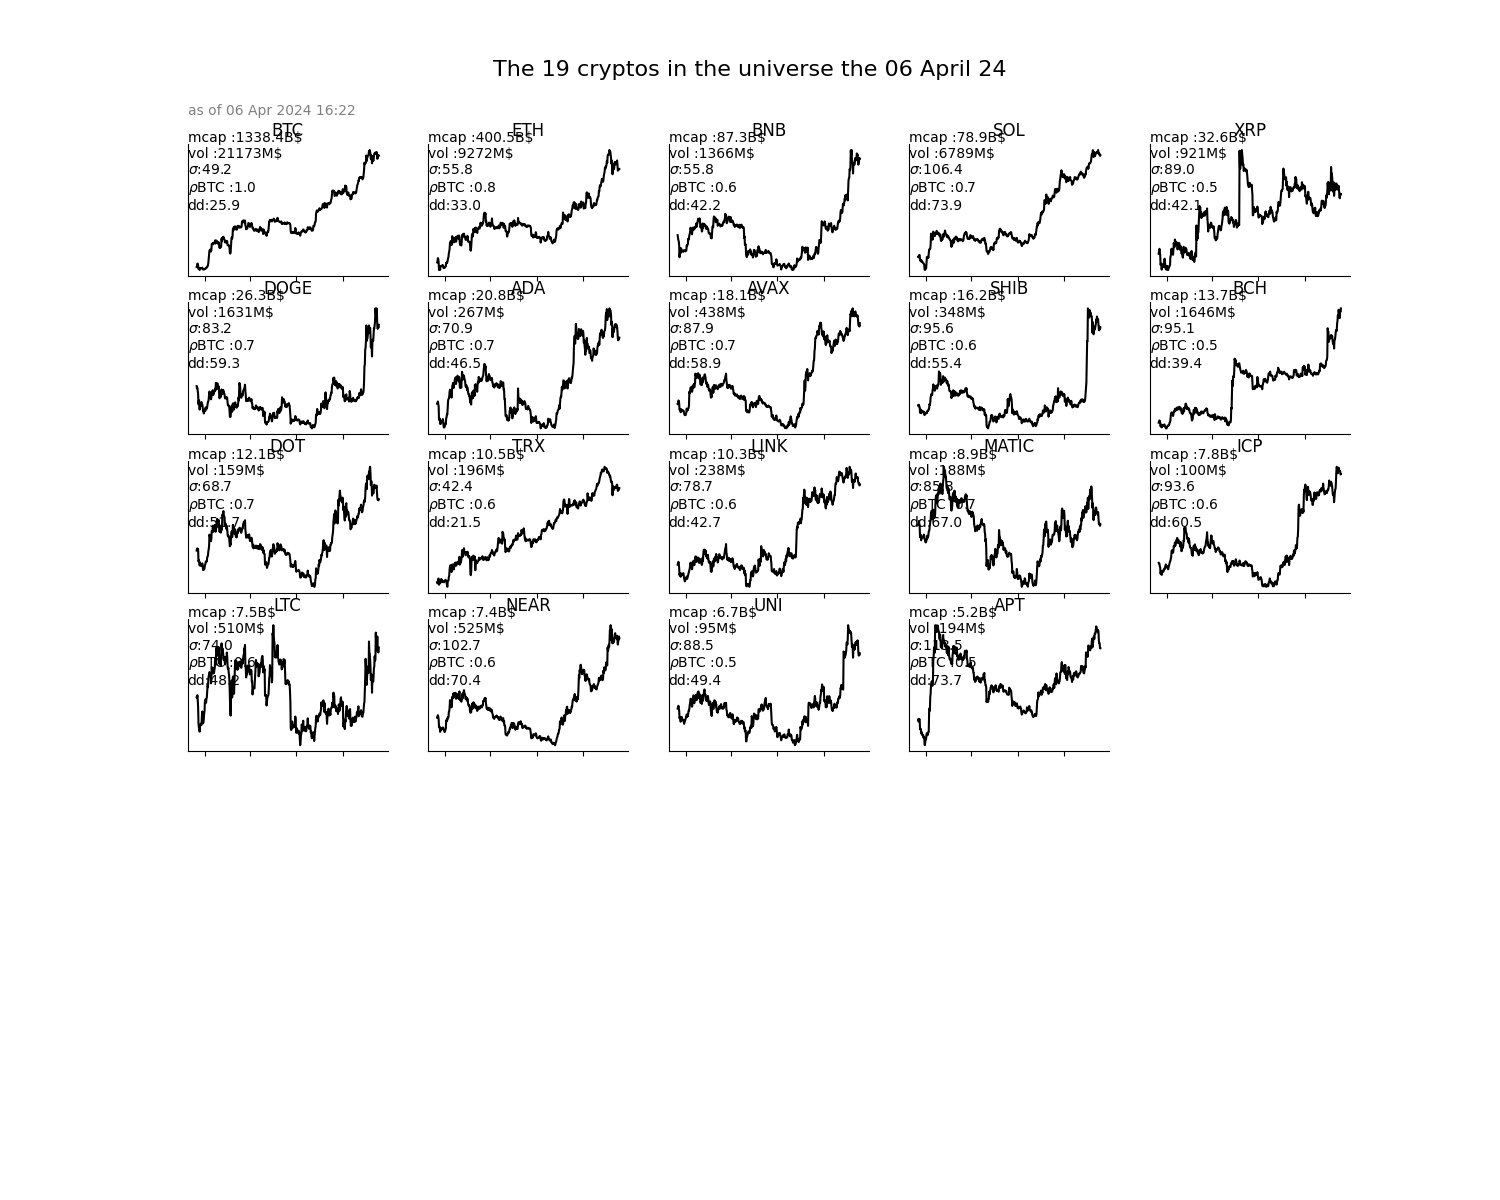 The 19 cryptos in the universe the 06 April 24
as of 06 Apr 2024 16:22
BTC
mcap :1338.4B$
vol :21173M$
σ:49.2
ρBTC :1.0
dd:25.9
ETH
mcap :400.5B$
vol :9272M$
σ:55.8
ρBTC :0.8
dd:33.0
BNB
mcap :87.3B$
vol :1366M$
σ:55.8
ρBTC :0.6
dd:42.2
SOL
mcap :78.9B$
vol :6789M$
σ:106.4
ρBTC :0.7
dd:73.9
XRP
mcap :32.6B$
vol :921M$
σ:89.0
ρBTC :0.5
dd:42.1
DOGE
mcap :26.3B$
vol :1631M$
σ:83.2
ρBTC :0.7
dd:59.3
ADA
mcap :20.8B$
vol :267M$
σ:70.9
ρBTC :0.7
dd:46.5
AVAX
mcap :18.1B$
vol :438M$
σ:87.9
ρBTC :0.7
dd:58.9
SHIB
mcap :16.2B$
vol :348M$
σ:95.6
ρBTC :0.6
dd:55.4
BCH
mcap :13.7B$
vol :1646M$
σ:95.1
ρBTC :0.5
dd:39.4
DOT
mcap :12.1B$
vol :159M$
σ:68.7
ρBTC :0.7
TRX
mcap :10.5B$
vol :196M$
σ:42.4
ρBTC :0.6
dd:21.5
LINK
mcap :10.3B$
vol :238M$
σ:78.7
ρBTC :0.6
dd:42.7
MATIC
mcap :8.9B$
vol :188M$
ρBTC :0.7
dd:67.0
ICP
mcap :7.8B$
vol :100M$
σ:93.6
ρBTC :0.6
dd:60.5
LTC
mcap :7.5B$
vol :510M$
σ:74.0
ρBTC :0.6
dd:48.2
NEAR
mcap :7.4B$
vol :525M$
σ:102.7
ρBTC :0.6
dd:70.4
UNI
mcap :6.7B$
vol :95M$
σ:88.5
ρBTC :0.5
dd:49.4
APT
mcap :5.2B$
vol :194M$
ρBTC :0.5
dd:73.7